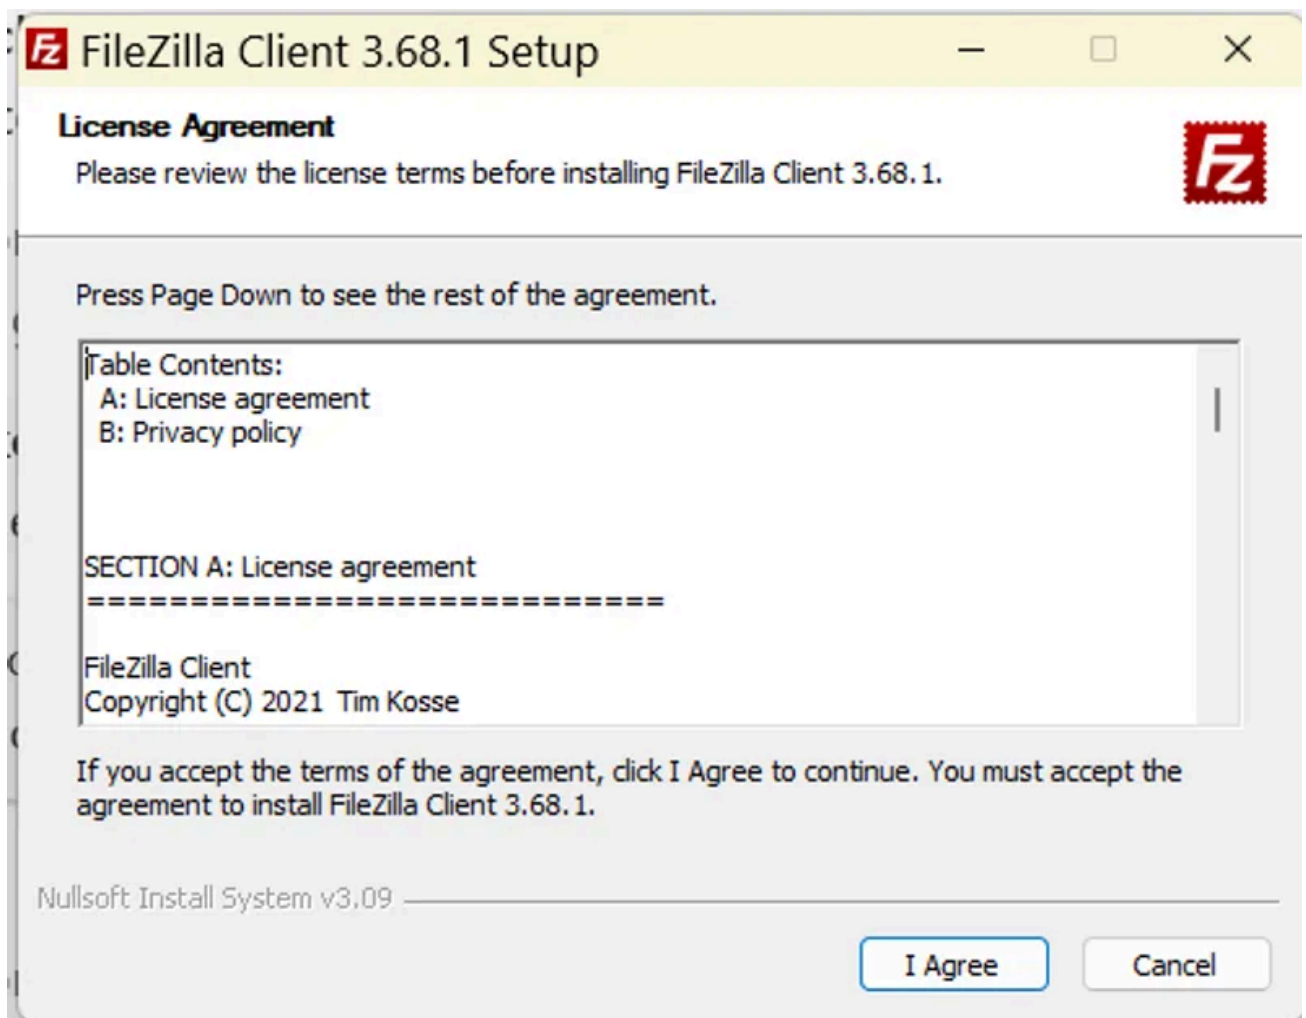 FileZilla Client 3.68.1 Setup
License Agreement
Please review the license terms before installing FileZilla Client 3.68.1.
Fz
Press Page Down to see the rest of the agreement.
Table Contents:
A: License agreement
B: Privacy policy
SECTION A: License agreement
============================
FileZilla Client
Copyright (C) 2021 Tim Kosse
If you accept the terms of the agreement, click I Agree to continue. You must accept the
agreement to install FileZilla Client 3.68.1.
Nullsoft Install System v3.09
I Agree
Cancel